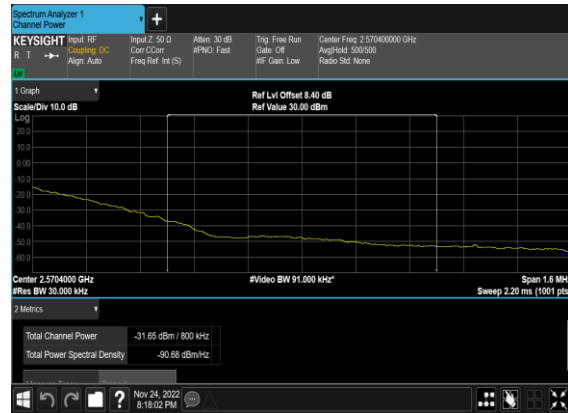 Spectrum Analyzer 1
Channel Power
KEYSIGHT Input: RF Input Z: 50 Ω Atten: 30 dB Trig: Free Run Center Freq: 2.570400000 GHz
R T Coupling: DC Corr CCorr #PNO: Fast Gate: Off Avg|Hold: 500/500
Align: Auto Freq Ref: Int (S) #IF Gain: Low Radio Std: None
1 Graph
Ref Lvl Offset 8.40 dB
Scale/Div 10.0 dB Ref Value 30.00 dBm
Log
20.0
10.0
0.00
-10.0
-20.0
-30.0
-40.0
-50.0
-60.0
Center 2.5704000 GHz #Video BW 91.000 kHz* Span 1.6 MH
#Res BW 30.000 kHz Sweep 2.20 ms (1001 pts
2 Metrics
Total Channel Power -31.65 dBm / 800 kHz
Total Power Spectral Density -90.68 dBm/Hz
?
Nov 24, 2022
8:18:02 PM